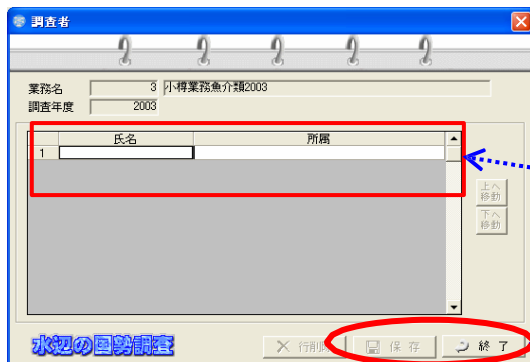 調査者
業務名 3 小樽業務魚介類2003
調査年度 2003
氏名 所属
1
上へ
移動
下へ
移動
水辺の国勢調査
行削除 保存 終了